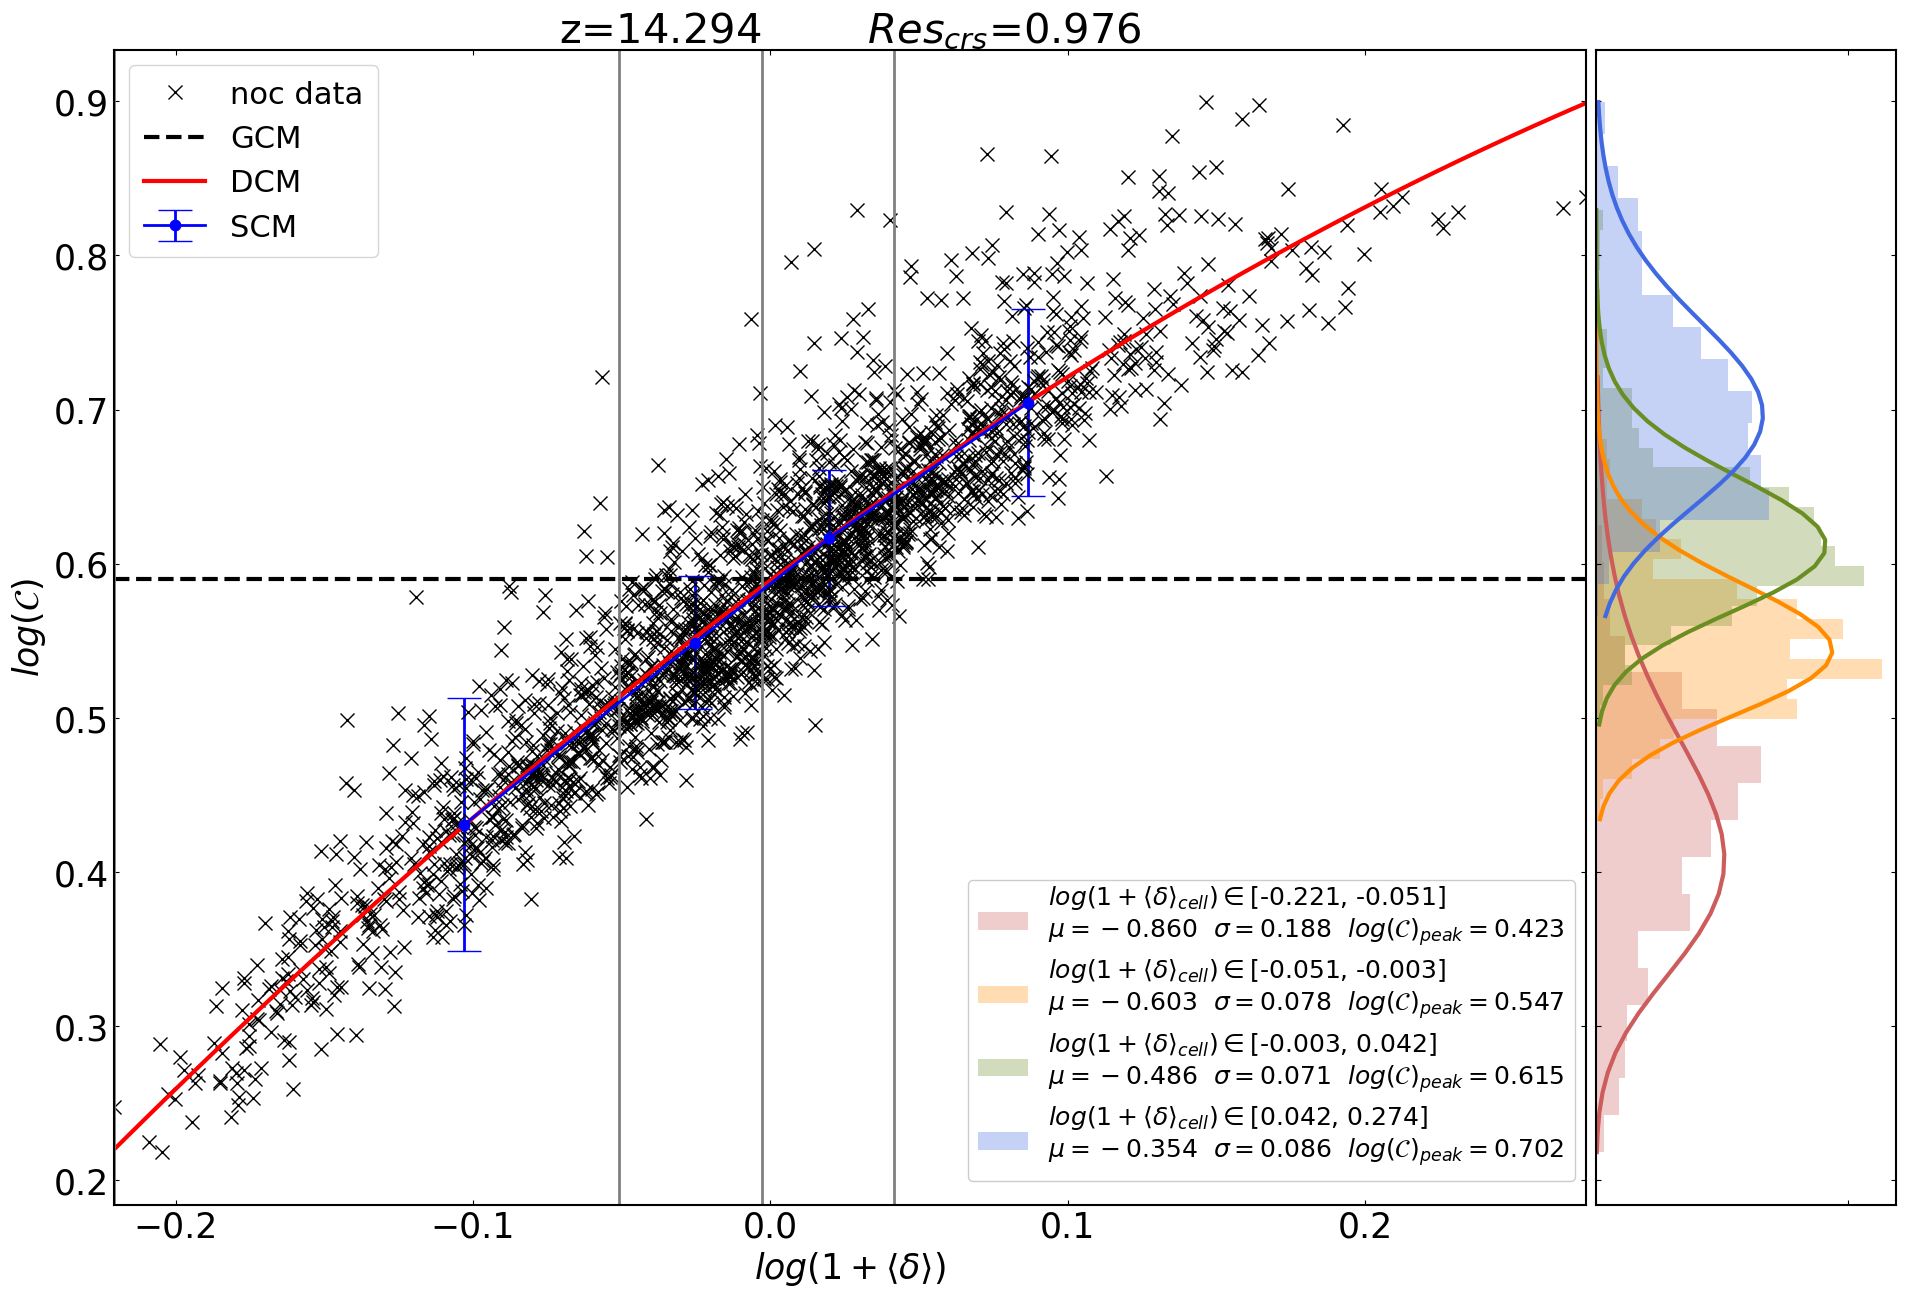 z=14.294 Res_crs=0.976
noc data
GCM
DCM
SCM
0.9
0.8
0.7
0.6
0.5
0.4
0.3
0.2
log(𝒞)
−0.2 −0.1 0.0 0.1 0.2
log(1 + ⟨δ⟩)
log(1 + ⟨δ⟩_cell) ∈ [-0.221, -0.051]
μ = −0.860 σ = 0.188 log(𝒞)_peak = 0.423
log(1 + ⟨δ⟩_cell) ∈ [-0.051, -0.003]
μ = −0.603 σ = 0.078 log(𝒞)_peak = 0.547
log(1 + ⟨δ⟩_cell) ∈ [-0.003, 0.042]
μ = −0.486 σ = 0.071 log(𝒞)_peak = 0.615
log(1 + ⟨δ⟩_cell) ∈ [0.042, 0.274]
μ = −0.354 σ = 0.086 log(𝒞)_peak = 0.702